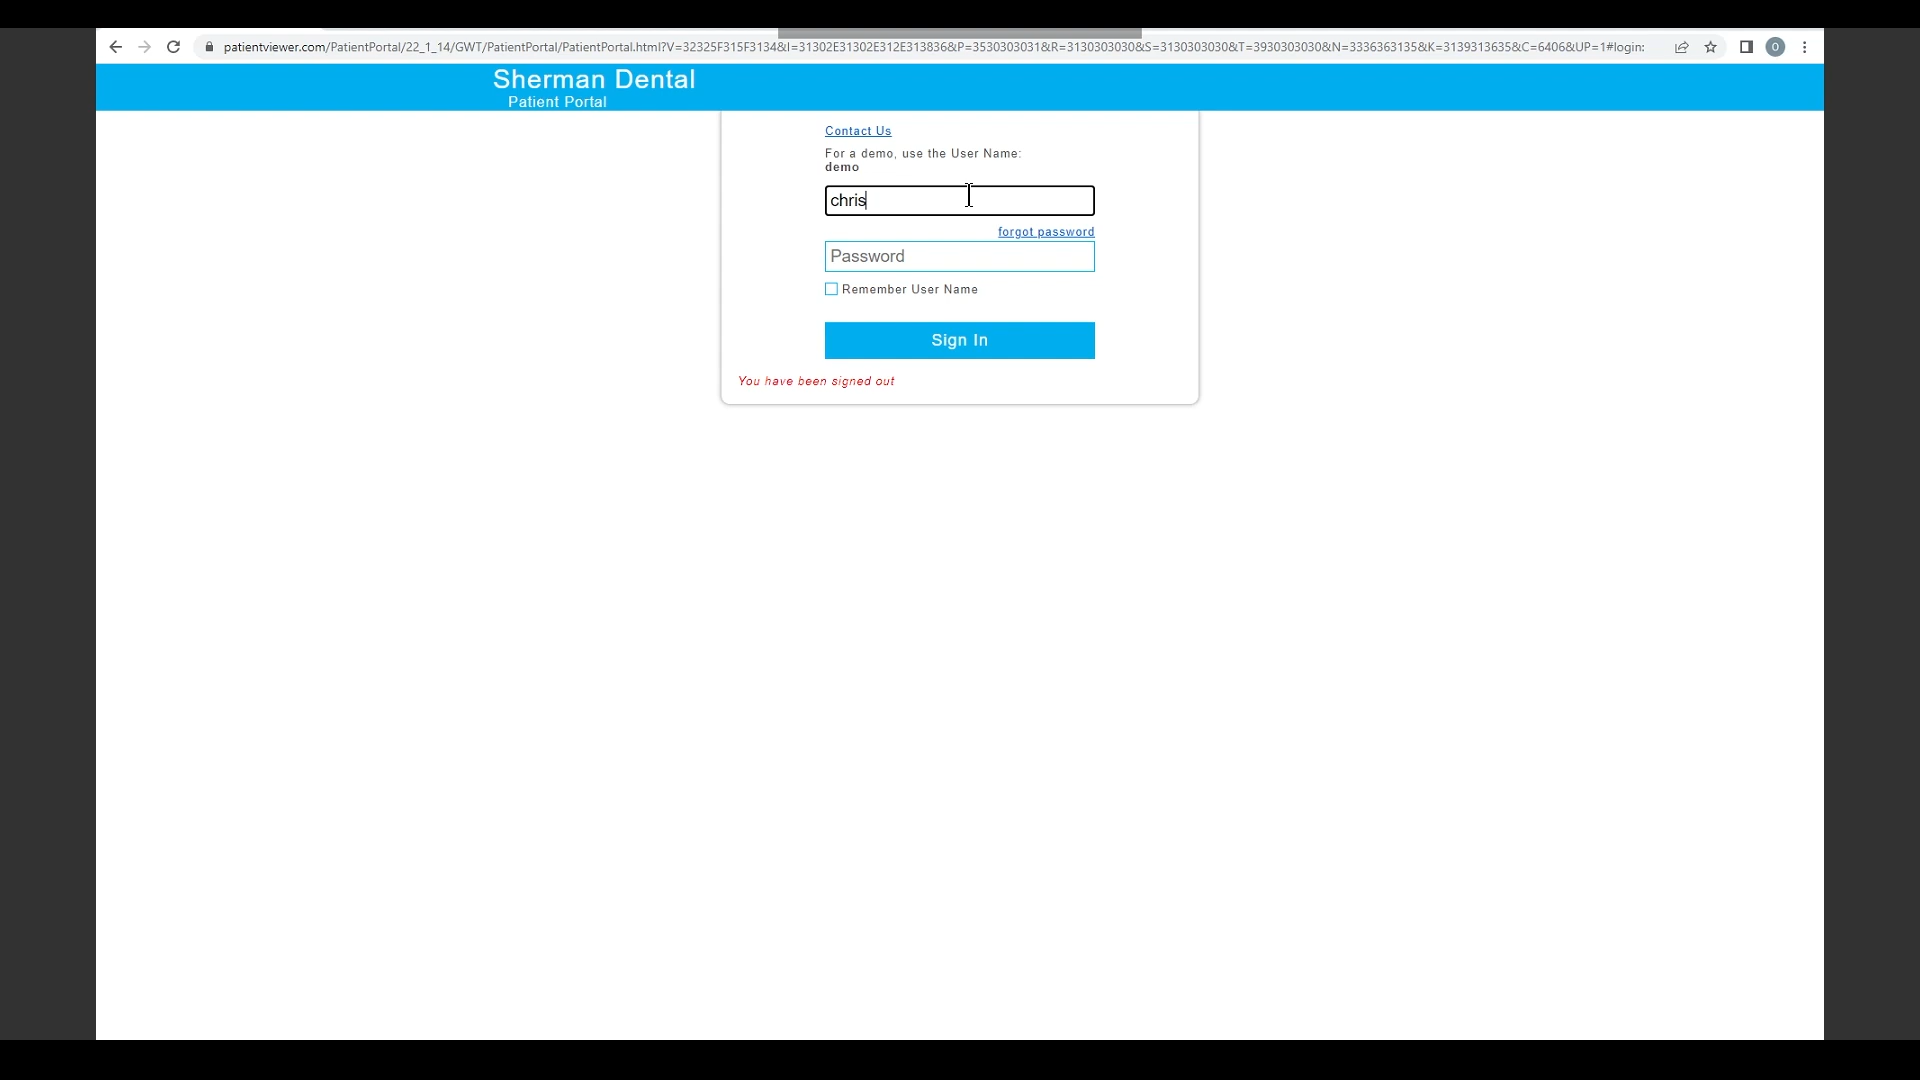 patientviewer.com/PatientPortal/22_1_14/GWT/PatientPortal/PatientPortal.html?V=32325F315F3134&I=31302E31302E312E313836&P=3530303031&R=3130303030&S=3130303030&T=3930303030&N=3336363135&K=3139313635&C=6406&UP=1#login:
O
Sherman Dental
Patient Portal
Contact Us
For a demo, use the User Name:
demo
chris
forgot password
Password
Remember User Name
Sign In
You have been signed out